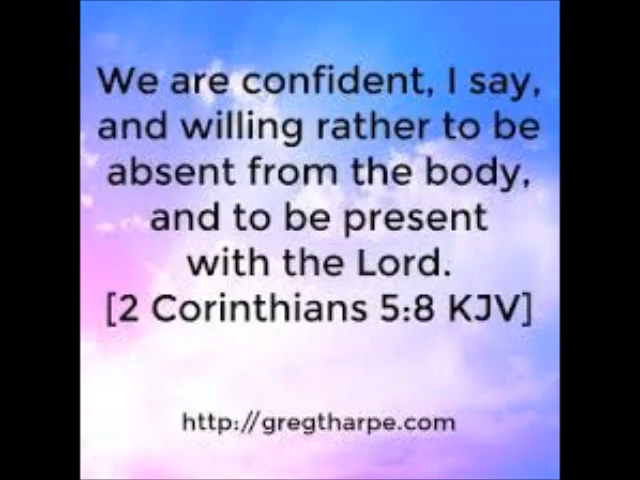 We are confident, I say,
and willing rather to be
absent from the body,
and to be present
with the Lord.
[2 Corinthians 5:8 KJV]
http://gregtharpe.com